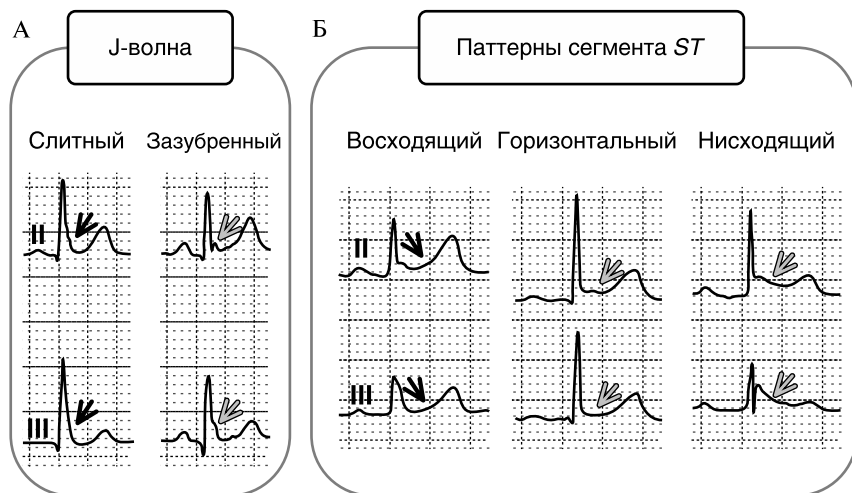 А
J-волна
Слитный Зазубренный
II
III
Б
Паттерны сегмента ST
Восходящий Горизонтальный Нисходящий
II
III